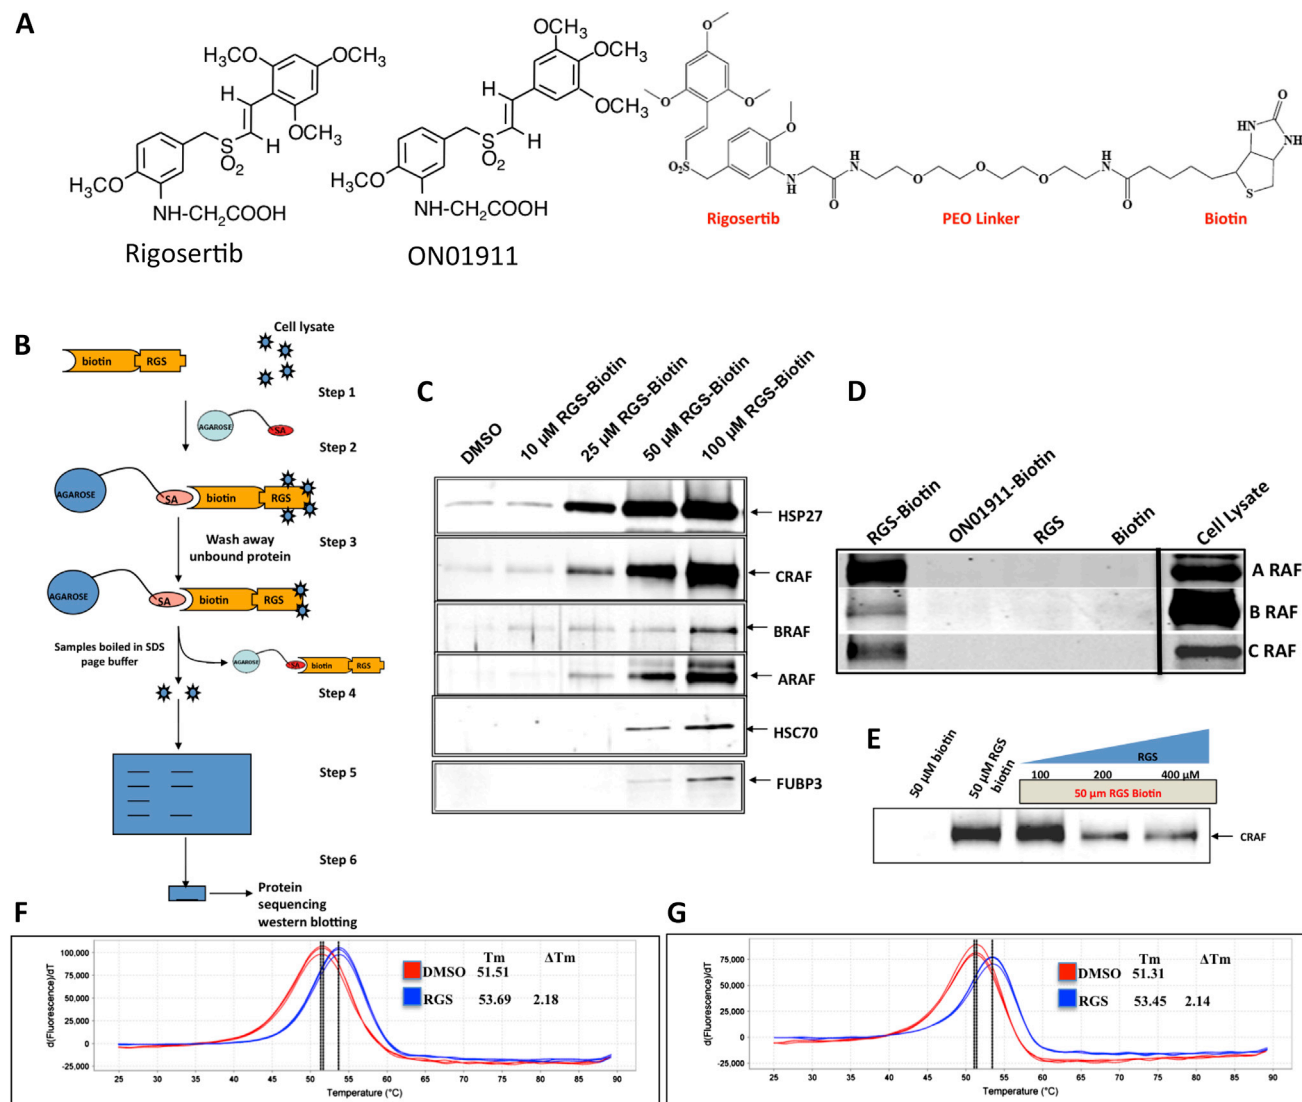 A
OCH3
OCH3
OCH3
OCH3
H
H
S
O2
CH3O
NH-CH2COOH
Rigosertib
OCH3
OCH3
OCH3
H
H
S
O2
CH3O
NH-CH2COOH
ON01911
O
O
O
O
S
O2
N
H
O
H
N
O
O
O
H
N
O
O
HN
NH
S
Rigosertib
PEO Linker
Biotin
B
Cell lysate
biotin
RGS
Step 1
AGAROSE
SA
Step 2
AGAROSE
SA
biotin
RGS
Wash away
unbound protein
Step 3
AGAROSE
SA
biotin
RGS
Samples boiled in SDS
page buffer
AGAROSE
SA
biotin
RGS
Step 4
Step 5
Step 6
Protein
sequencing
western blotting
C
DMSO
10 µM RGS-Biotin
25 µM RGS-Biotin
50 µM RGS-Biotin
100 µM RGS-Biotin
HSP27
CRAF
BRAF
ARAF
HSC70
FUBP3
D
RGS-Biotin
ON01911-Biotin
RGS
Biotin
Cell Lysate
A RAF
B RAF
C RAF
E
50 µM biotin
50 µM RGS
biotin
RGS
100 200 400 µM
50 µm RGS Biotin
CRAF
F
d(Fluorescence)/dT
100,000
75,000
50,000
25,000
0
-25,000
Tm ΔTm
DMSO 51.51
RGS 53.69 2.18
25 30 35 40 45 50 55 60 65 70 75 80 85 90
Temperature (°C)
G
d(Fluorescence)/dT
75,000
50,000
25,000
0
-25,000
Tm ΔTm
DMSO 51.31
RGS 53.45 2.14
25 30 35 40 45 50 55 60 65 70 75 80 85 90
Temperature (°C)